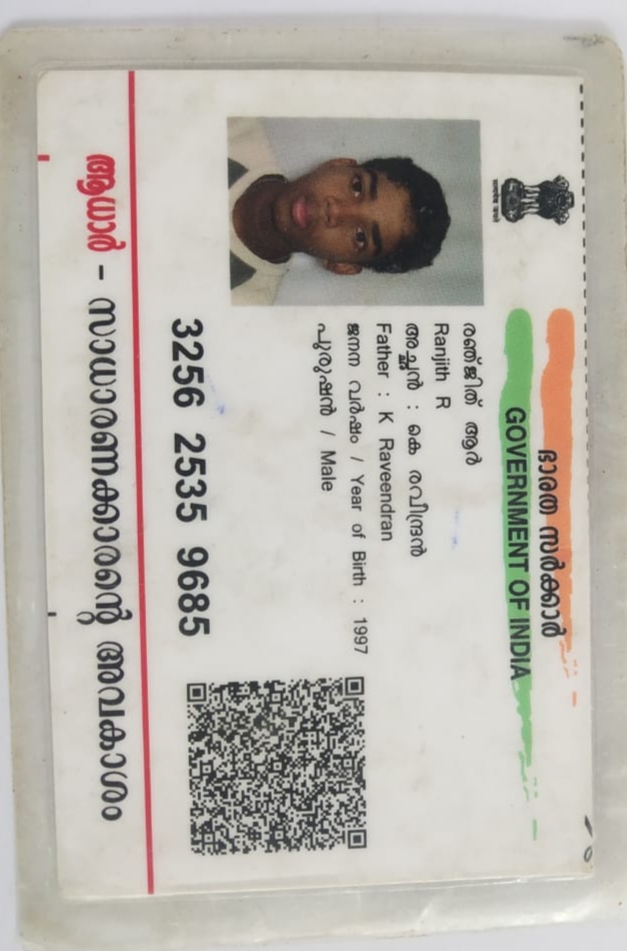 ഭാരത സർക്കാർ
GOVERNMENT OF INDIA
രഞ്ജിത് ആർ
Ranjith R
അച്ഛൻ : കെ രവീന്ദ്രൻ
Father : K Raveendran
ജനന വർഷം / Year of Birth : 1997
പുരുഷൻ / Male
3256 2535 9685
ആധാർ - സാധാരണക്കാരന്റെ അവകാശം